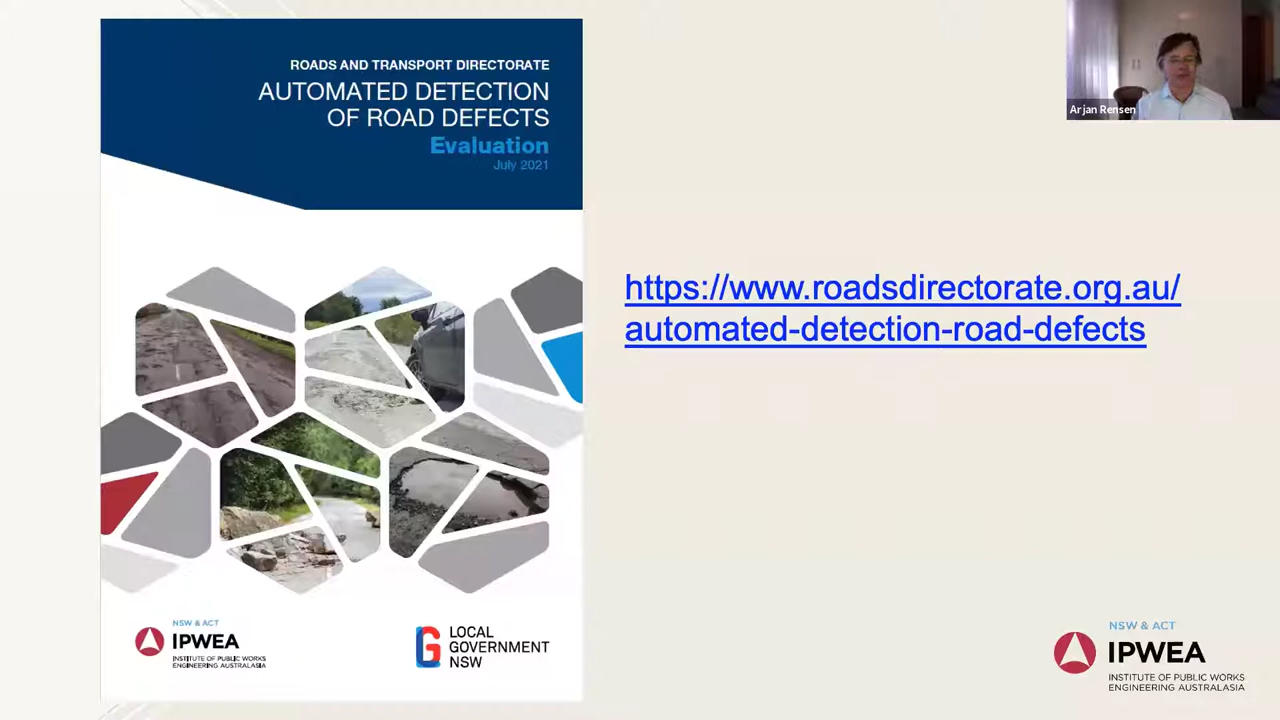 ROADS AND TRANSPORT DIRECTORATE
AUTOMATED DETECTION
OF ROAD DEFECTS
Evaluation
July 2021
NSW & ACT
IPWEA
INSTITUTE OF PUBLIC WORKS
ENGINEERING AUSTRALASIA
LOCAL
GOVERNMENT
NSW
https://www.roadsdirectorate.org.au/
automated-detection-road-defects
Arjan Rensen
NSW & ACT
IPWEA
INSTITUTE OF PUBLIC WORKS
ENGINEERING AUSTRALASIA